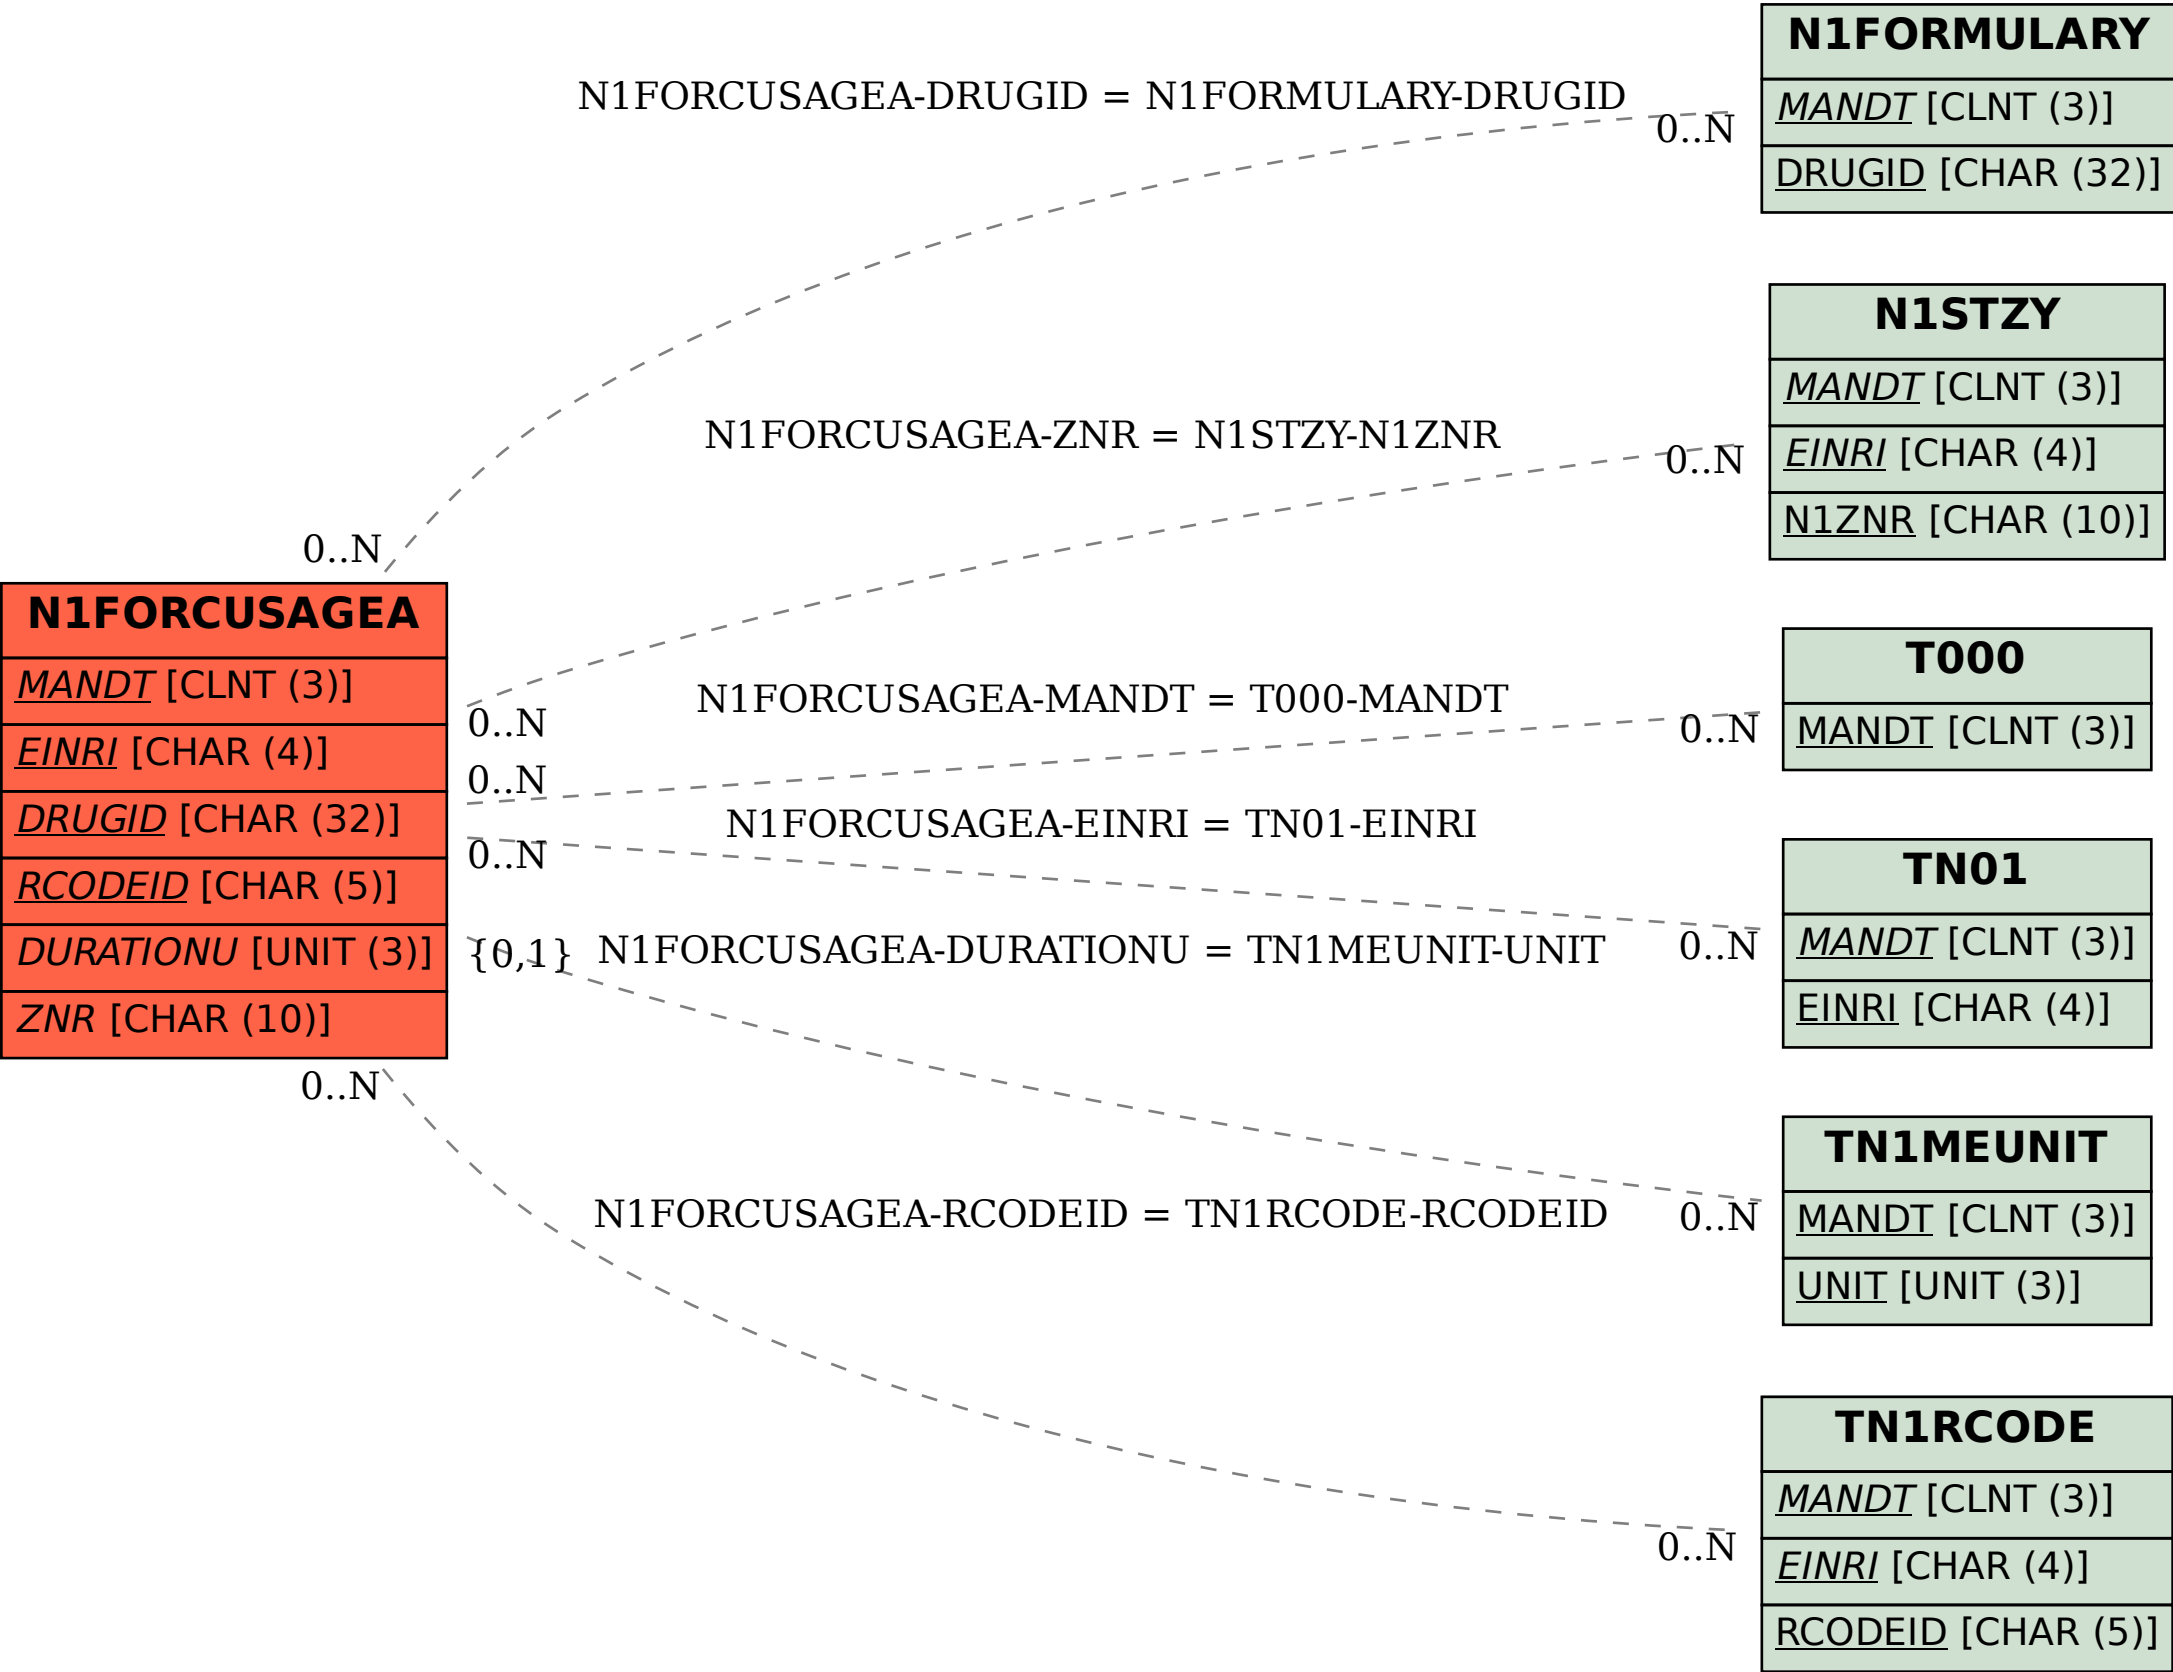 N1FORMULARY
MANDT [CLNT (3)]
DRUGID [CHAR (32)]
N1FORCUSAGEA-DRUGID = N1FORMULARY-DRUGID
0..N
0..N
N1STZY
MANDT [CLNT (3)]
EINRI [CHAR (4)]
N1ZNR [CHAR (10)]
N1FORCUSAGEA-ZNR = N1STZY-N1ZNR
0..N
0..N
N1FORCUSAGEA
MANDT [CLNT (3)]
EINRI [CHAR (4)]
DRUGID [CHAR (32)]
RCODEID [CHAR (5)]
DURATIONU [UNIT (3)]
ZNR [CHAR (10)]
T000
MANDT [CLNT (3)]
N1FORCUSAGEA-MANDT = T000-MANDT
0..N
0..N
TN01
MANDT [CLNT (3)]
EINRI [CHAR (4)]
N1FORCUSAGEA-EINRI = TN01-EINRI
0..N
0..N
TN1MEUNIT
MANDT [CLNT (3)]
UNIT [UNIT (3)]
{0,1} N1FORCUSAGEA-DURATIONU = TN1MEUNIT-UNIT
0..N
TN1RCODE
MANDT [CLNT (3)]
EINRI [CHAR (4)]
RCODEID [CHAR (5)]
N1FORCUSAGEA-RCODEID = TN1RCODE-RCODEID
0..N
0..N